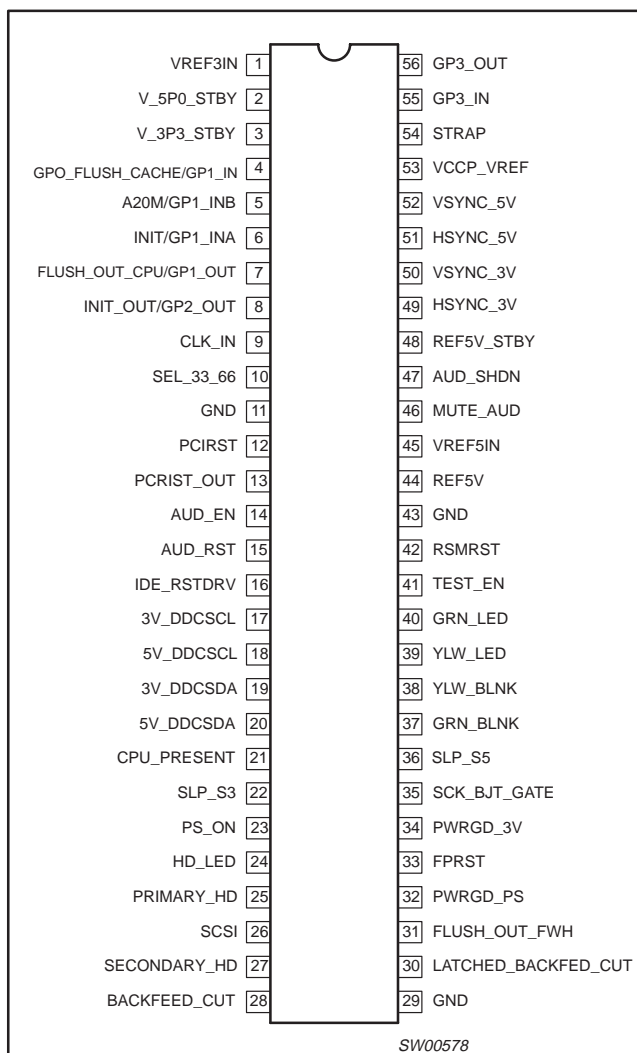 VREF3IN 1 56 GP3_OUT
V_5P0_STBY 2 55 GP3_IN
V_3P3_STBY 3 54 STRAP
GPO_FLUSH_CACHE/GP1_IN 4 53 VCCP_VREF
A20M/GP1_INB 5 52 VSYNC_5V
INIT/GP1_INA 6 51 HSYNC_5V
FLUSH_OUT_CPU/GP1_OUT 7 50 VSYNC_3V
INIT_OUT/GP2_OUT 8 49 HSYNC_3V
CLK_IN 9 48 REF5V_STBY
SEL_33_66 10 47 AUD_SHDN
GND 11 46 MUTE_AUD
PCIRST 12 45 VREF5IN
PCRIST_OUT 13 44 REF5V
AUD_EN 14 43 GND
AUD_RST 15 42 RSMRST
IDE_RSTDRV 16 41 TEST_EN
3V_DDCSCL 17 40 GRN_LED
5V_DDCSCL 18 39 YLW_LED
3V_DDCSDA 19 38 YLW_BLNK
5V_DDCSDA 20 37 GRN_BLNK
CPU_PRESENT 21 36 SLP_S5
SLP_S3 22 35 SCK_BJT_GATE
PS_ON 23 34 PWRGD_3V
HD_LED 24 33 FPRST
PRIMARY_HD 25 32 PWRGD_PS
SCSI 26 31 FLUSH_OUT_FWH
SECONDARY_HD 27 30 LATCHED_BACKFED_CUT
BACKFEED_CUT 28 29 GND
SW00578